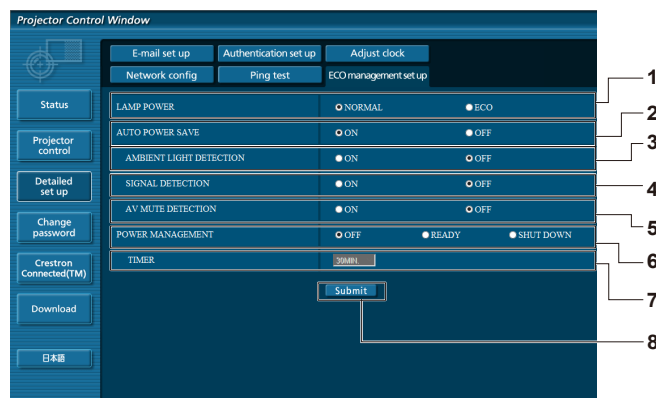 Projector Control Window
E-mail set up Authentication set up Adjust clock
Network config Ping test ECO management set up
Status
Projector control
Detailed set up
Change password
Crestron Connected(TM)
Download
日本語
LAMP POWER NORMAL ECO 1
AUTO POWER SAVE ON OFF 2
AMBIENT LIGHT DETECTION ON OFF 3
SIGNAL DETECTION ON OFF 4
AV MUTE DETECTION ON OFF 5
POWER MANAGEMENT OFF READY SHUT DOWN 6
TIMER 30MIN. 7
Submit 8